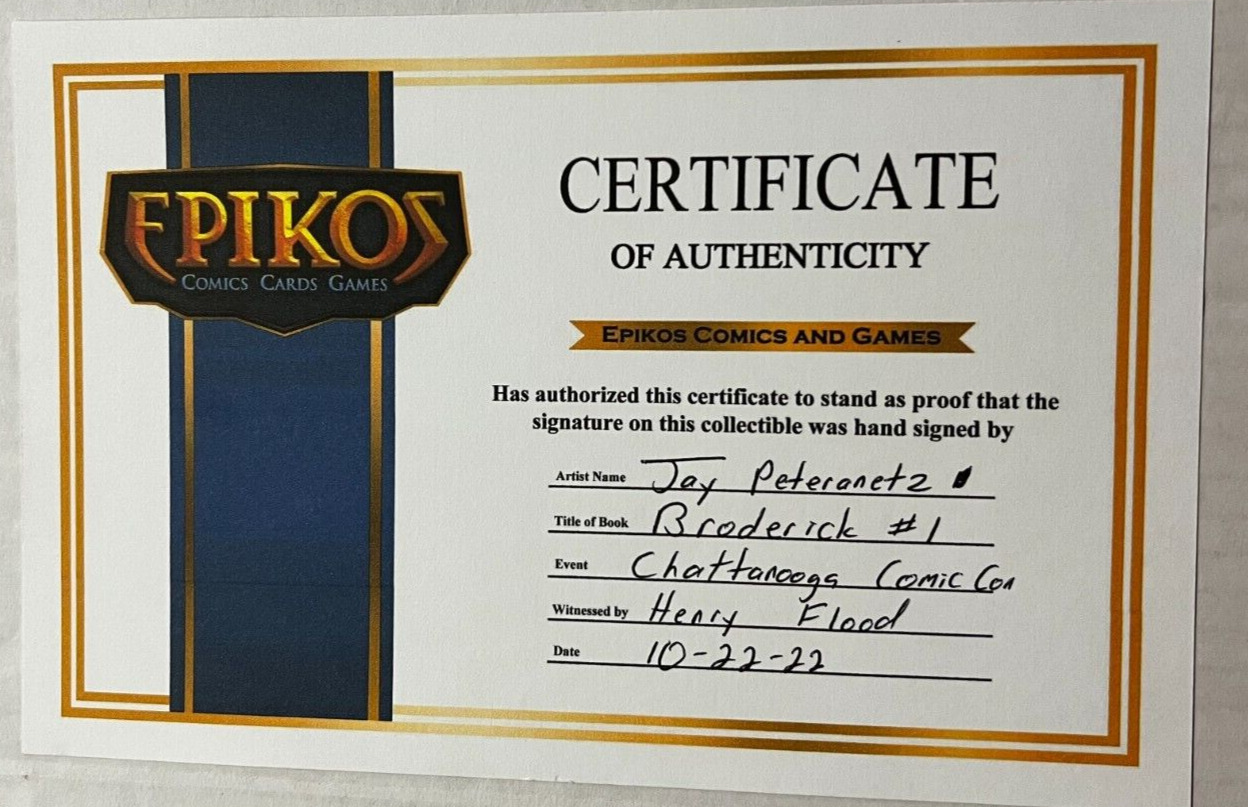 EPIKOS
COMICS CARDS GAMES
CERTIFICATE
OF AUTHENTICITY
EPIKOS COMICS AND GAMES
Has authorized this certificate to stand as proof that the
signature on this collectible was hand signed by
Artist Name Jay Peteranetz
Title of Book Broderick #1
Event Chattanooga Comic Con
Witnessed by Henry Flood
Date 10-22-22